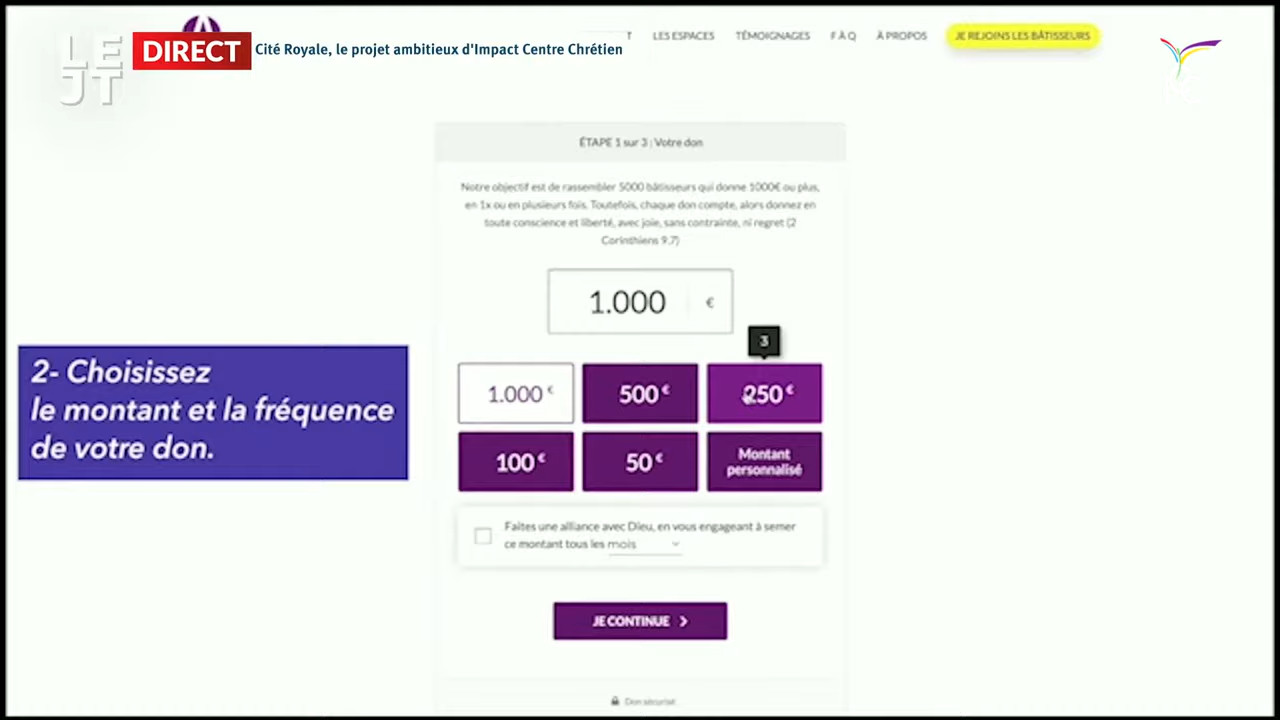 LE
JT
DIRECT
Cité Royale, le projet ambitieux d'Impact Centre Chrétien
T
LES ESPACES
TÉMOIGNAGES
F À Q
À PROPOS
JE REJOINS LES BÂTISSEURS
ÉTAPE 1 sur 3 : Votre don
Notre objectif est de rassembler 5000 bâtisseurs qui donne 1000€ ou plus,
en 1x ou en plusieurs fois. Toutefois, chaque don compte, alors donnez en
toute conscience et liberté, avec joie, sans contrainte, ni regret (2
Corinthiens 9.7)
1.000 €
3
1.000 €
500 €
250 €
100 €
50 €
Montant
personnalisé
2- Choisissez
le montant et la fréquence
de votre don.
Faites une alliance avec Dieu, en vous engageant à semer
ce montant tous les mois
JE CONTINUE
Don sécurisé